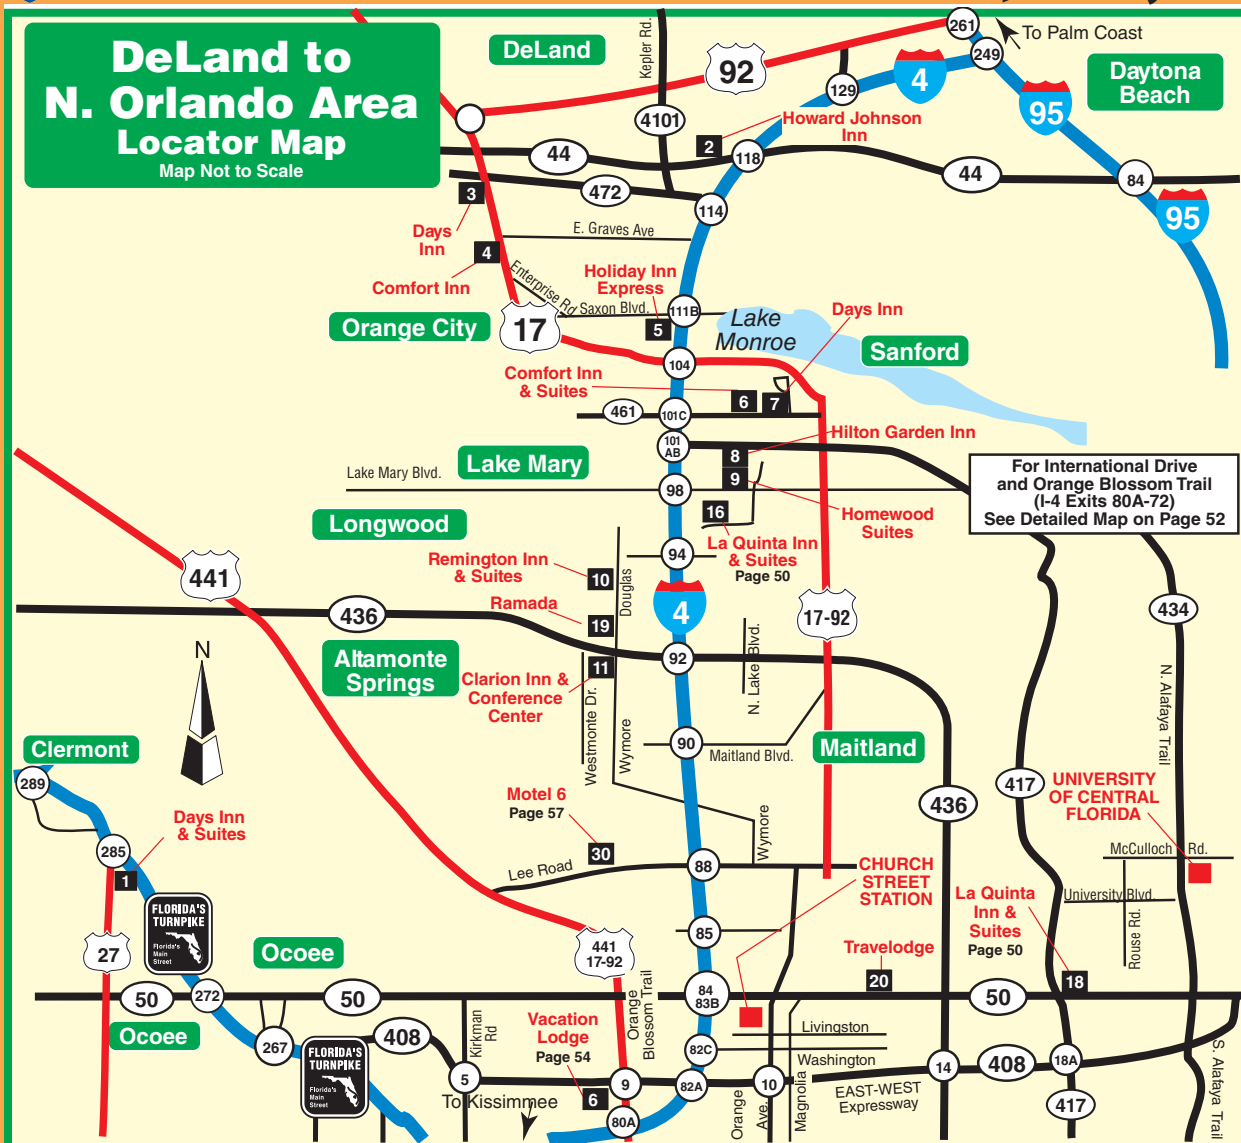 DeLand to
N. Orlando Area
Locator Map
Map Not to Scale
DeLand
Kepler Rd.
92
261
To Palm Coast
249
4
129
95
Daytona
Beach
4101
2
Howard Johnson
Inn
44
118
44
84
472
3
114
95
Days
Inn
E. Graves Ave
4
Comfort Inn
Enterprise Rd
Holiday Inn
Express
Saxon Blvd.
111B
5
Orange City
17
Lake
Monroe
Days Inn
Sanford
104
Comfort Inn
& Suites
6
7
461
101C
101
AB
Hilton Garden Inn
8
Lake Mary
Lake Mary Blvd.
9
98
Homewood
Suites
For International Drive
and Orange Blossom Trail
(I-4 Exits 80A-72)
See Detailed Map on Page 52
Longwood
16
La Quinta Inn
& Suites
Page 50
94
Remington Inn
& Suites
10
Douglas
441
4
Ramada
19
436
17-92
434
N
92
N. Lake Blvd.
Altamonte
Springs
11
Clarion Inn &
Conference
Center
Westmonte Dr.
Wymore
N. Alafaya Trail
90
Maitland Blvd.
Maitland
Clermont
289
417
UNIVERSITY
OF CENTRAL
FLORIDA
436
Days Inn
& Suites
Motel 6
Page 57
30
Wymore
285
1
Lee Road
88
McCulloch Rd.
CHURCH
STREET
STATION
University Blvd.
La Quinta
Inn &
Suites
Page 50
Rouse Rd.
FLORIDA'S
TURNPIKE
Florida's
Main
Street
85
27
Ocoee
441
17-92
Travelodge
20
18
50
272
50
Orange
Blossom Trail
84
83B
50
Ocoee
267
408
Kirkman
Rd
Vacation
Lodge
Page 54
Livingston
82C
Washington
FLORIDA'S
TURNPIKE
Florida's
Main
Street
5
9
82A
10
14
408
18A
To Kissimmee
6
80A
Orange
Ave.
Magnolia
EAST-WEST
Expressway
417
S. Alafaya Trail